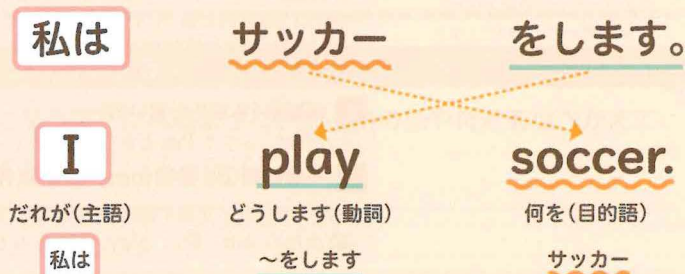 私は サッカー をします。
I play soccer.
だれが(主語) どうします(動詞) 何を(目的語)
私は ～をします サッカー